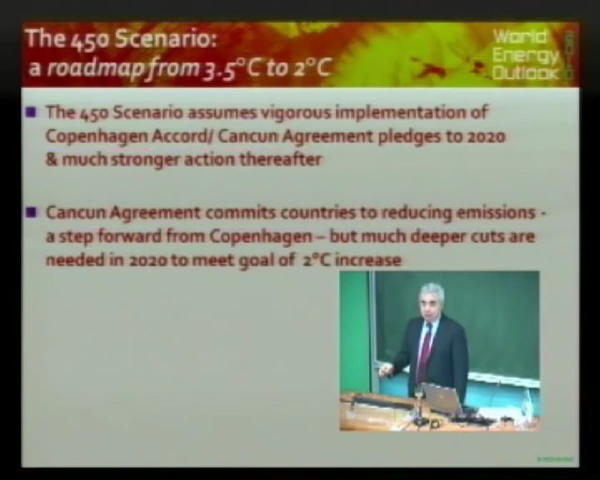 The 450 Scenario:
a roadmap from 3.5°C to 2°C
World
Energy
Outlook
2010
The 450 Scenario assumes vigorous implementation of
Copenhagen Accord/ Cancun Agreement pledges to 2020
& much stronger action thereafter
Cancun Agreement commits countries to reducing emissions -
a step forward from Copenhagen – but much deeper cuts are
needed in 2020 to meet goal of 2°C increase